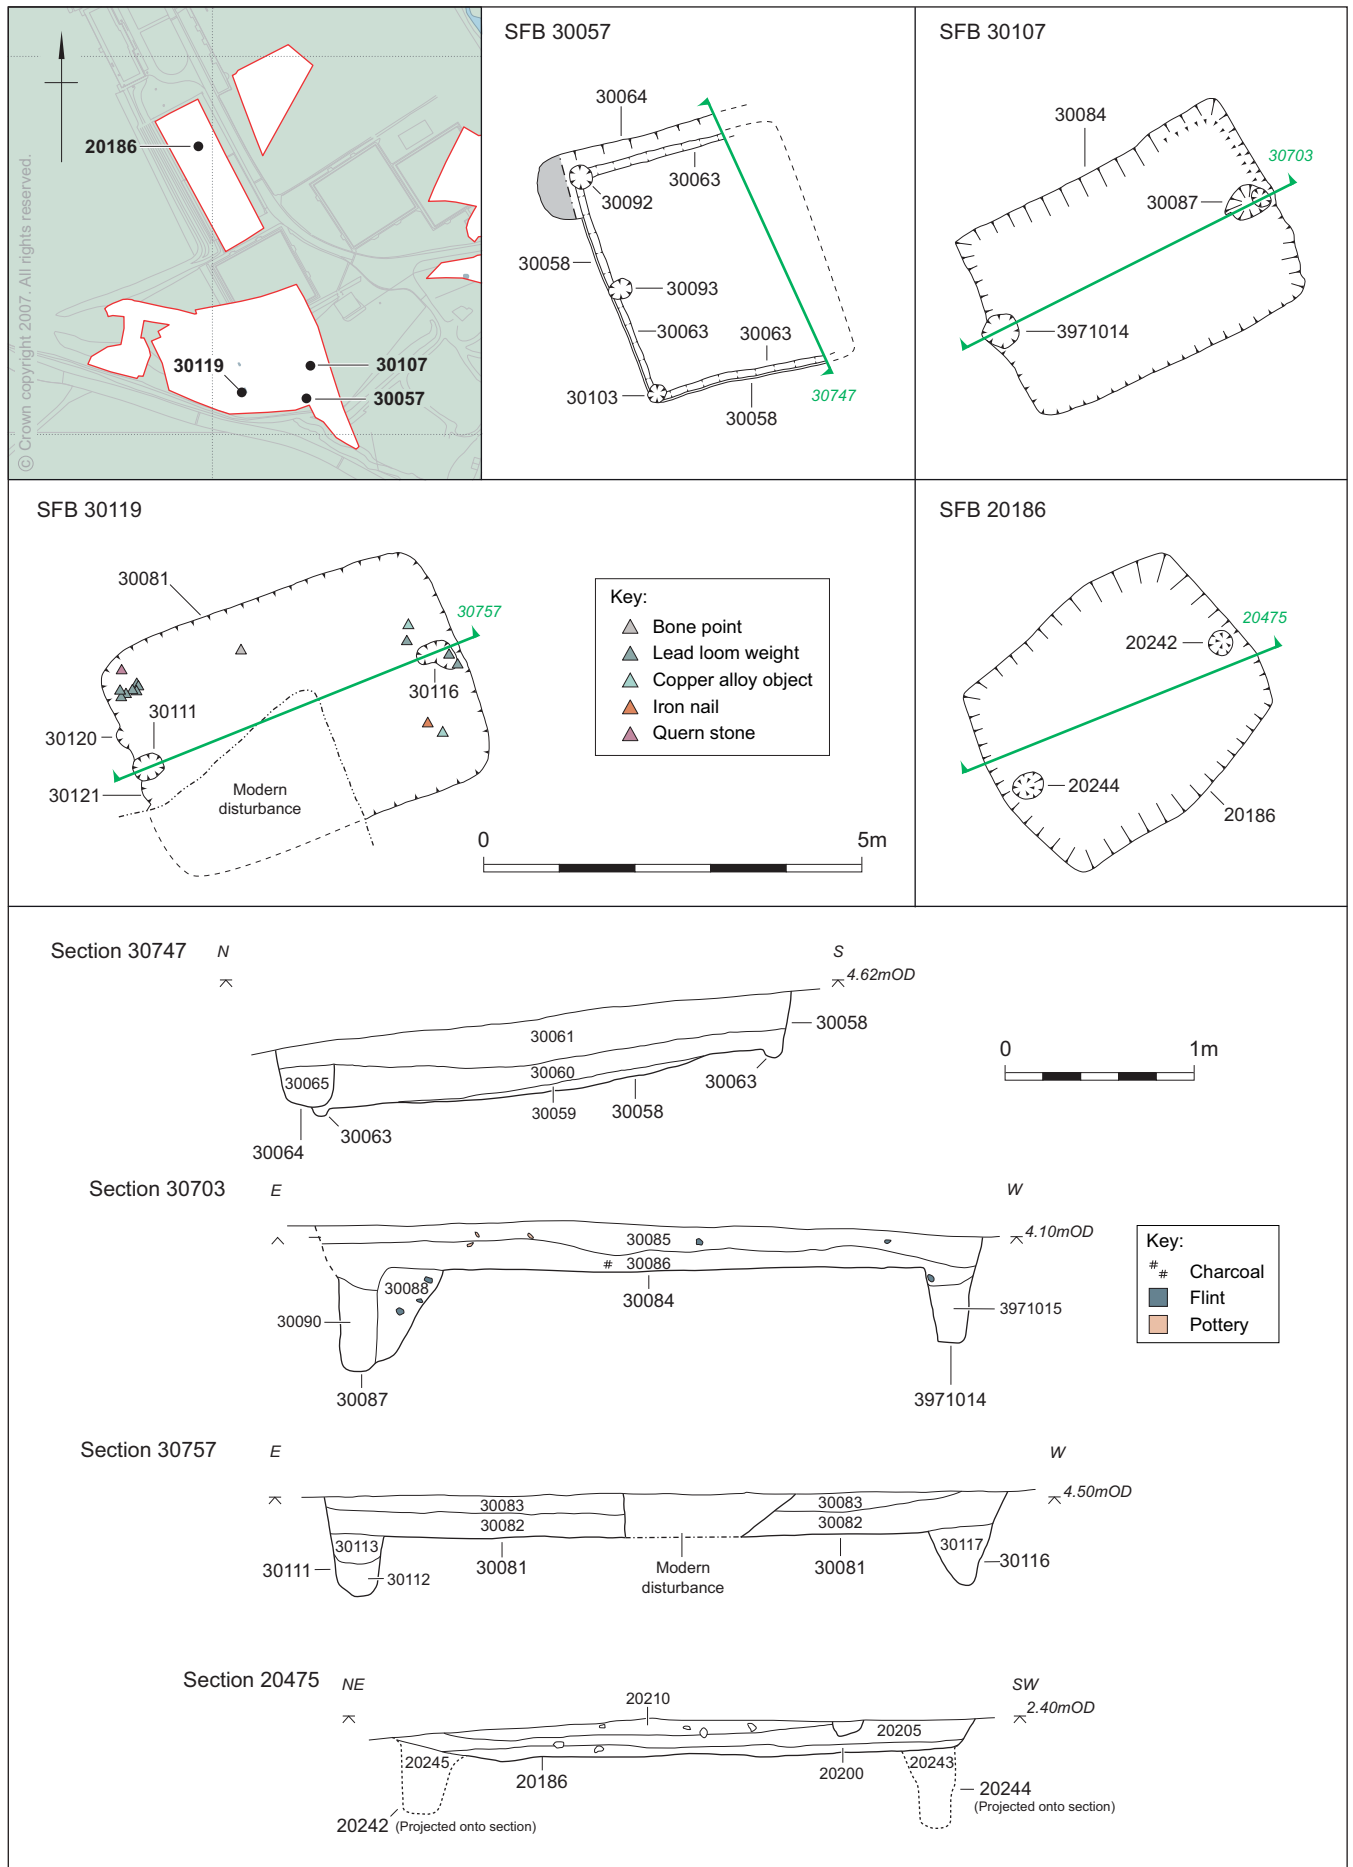 © Crown copyright 2007. All rights reserved.
20186
30119
30107
30057
SFB 30057
30064
30063
30092
30058
30093
30063
30063
30103
30058
30747
SFB 30107
30084
30703
30087
3971014
SFB 30119
30081
30757
30116
30111
30120
30121
Modern
disturbance
Key:
Bone point
Lead loom weight
Copper alloy object
Iron nail
Quern stone
0
5m
SFB 20186
20475
20242
20244
20186
Section 30747
N
S
4.62mOD
30061
30058
30060
30065
30063
30059
30058
30063
30064
0
1m
Section 30703
E
W
4.10mOD
30085
30086
30088
30084
30090
3971015
30087
3971014
Key:
# # Charcoal
Flint
Pottery
Section 30757
E
W
4.50mOD
30083
30083
30082
30082
30113
30117
30111
30112
30081
Modern
disturbance
30081
30116
Section 20475
NE
SW
20210
2.40mOD
20205
20245
20243
20186
20200
20244
(Projected onto section)
20242 (Projected onto section)